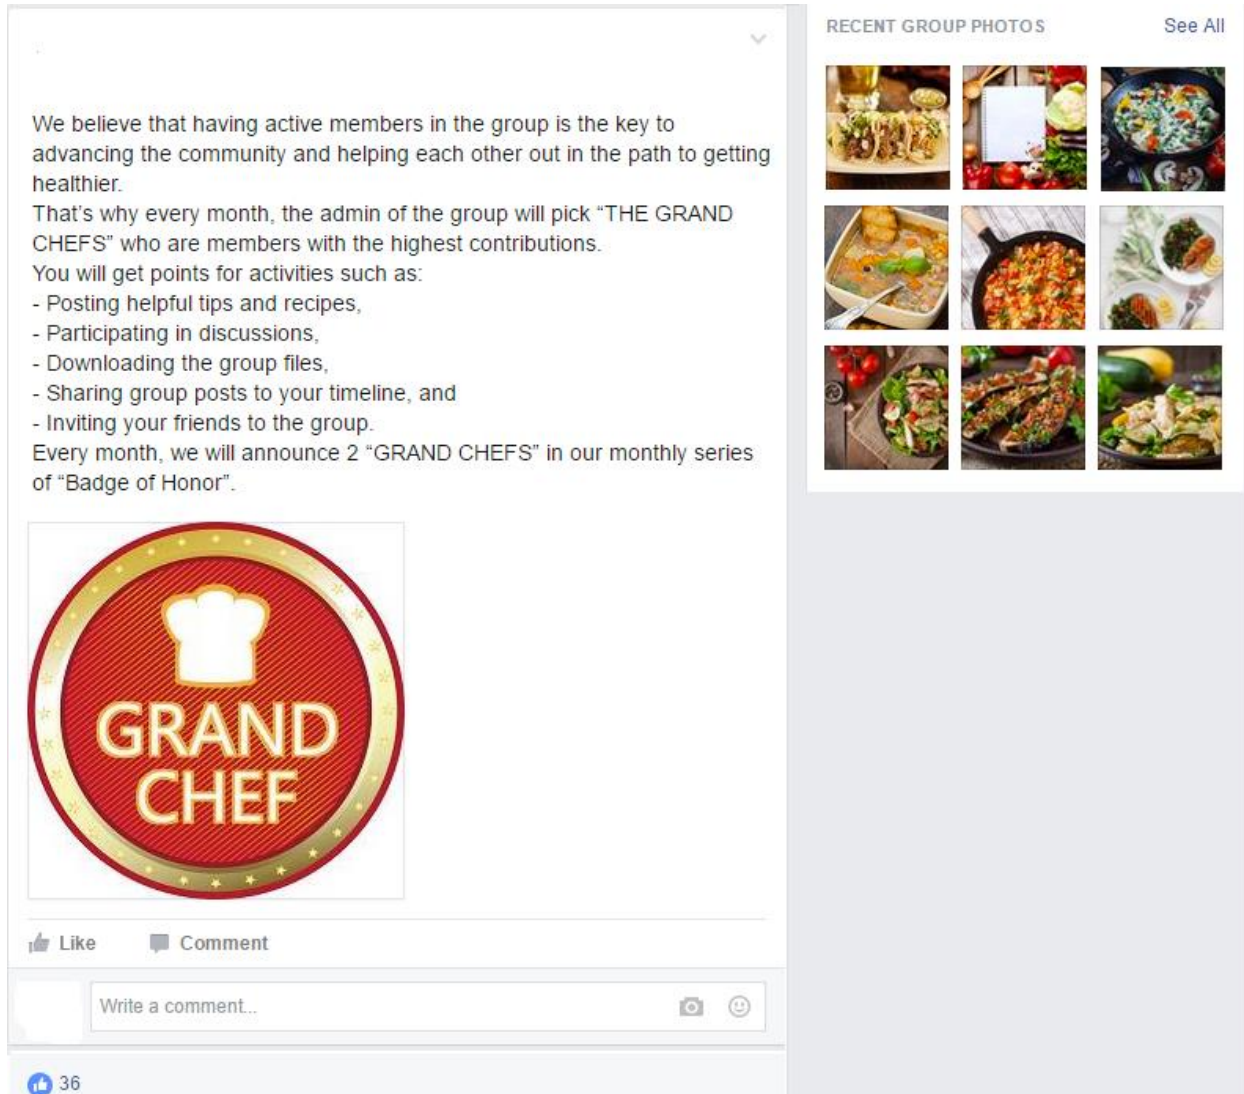 RECENT GROUP PHOTOS
See All
We believe that having active members in the group is the key to
advancing the community and helping each other out in the path to getting
healthier.
That's why every month, the admin of the group will pick “THE GRAND
CHEFS” who are members with the highest contributions.
You will get points for activities such as:
- Posting helpful tips and recipes,
- Participating in discussions,
- Downloading the group files,
- Sharing group posts to your timeline, and
- Inviting your friends to the group.
Every month, we will announce 2 “GRAND CHEFS” in our monthly series
of “Badge of Honor”.
GRAND
CHEF
Like
Comment
Write a comment...
36